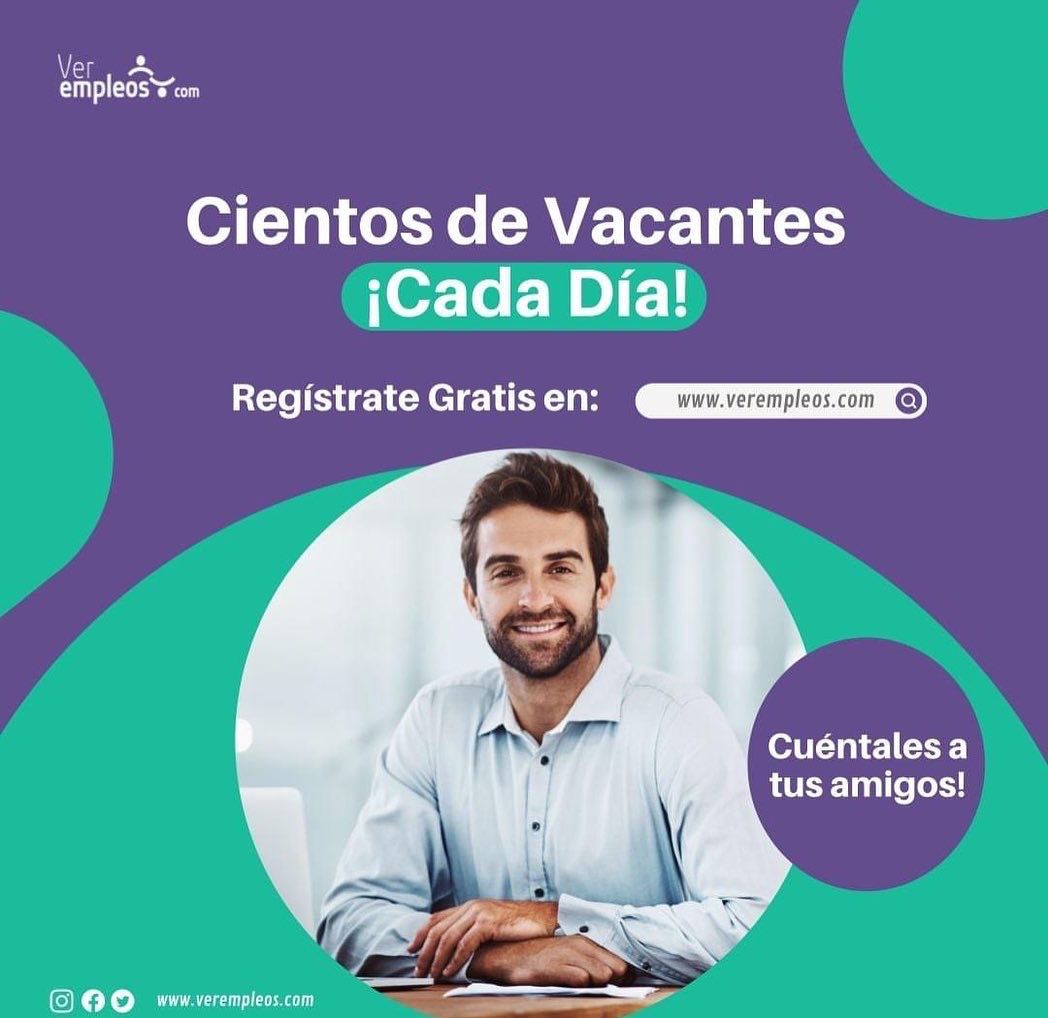 Ver
empleos.com
Cientos de Vacantes
¡Cada Día!
Regístrate Gratis en:
www.verempleos.com
Cuéntales a
tus amigos!
www.verempleos.com